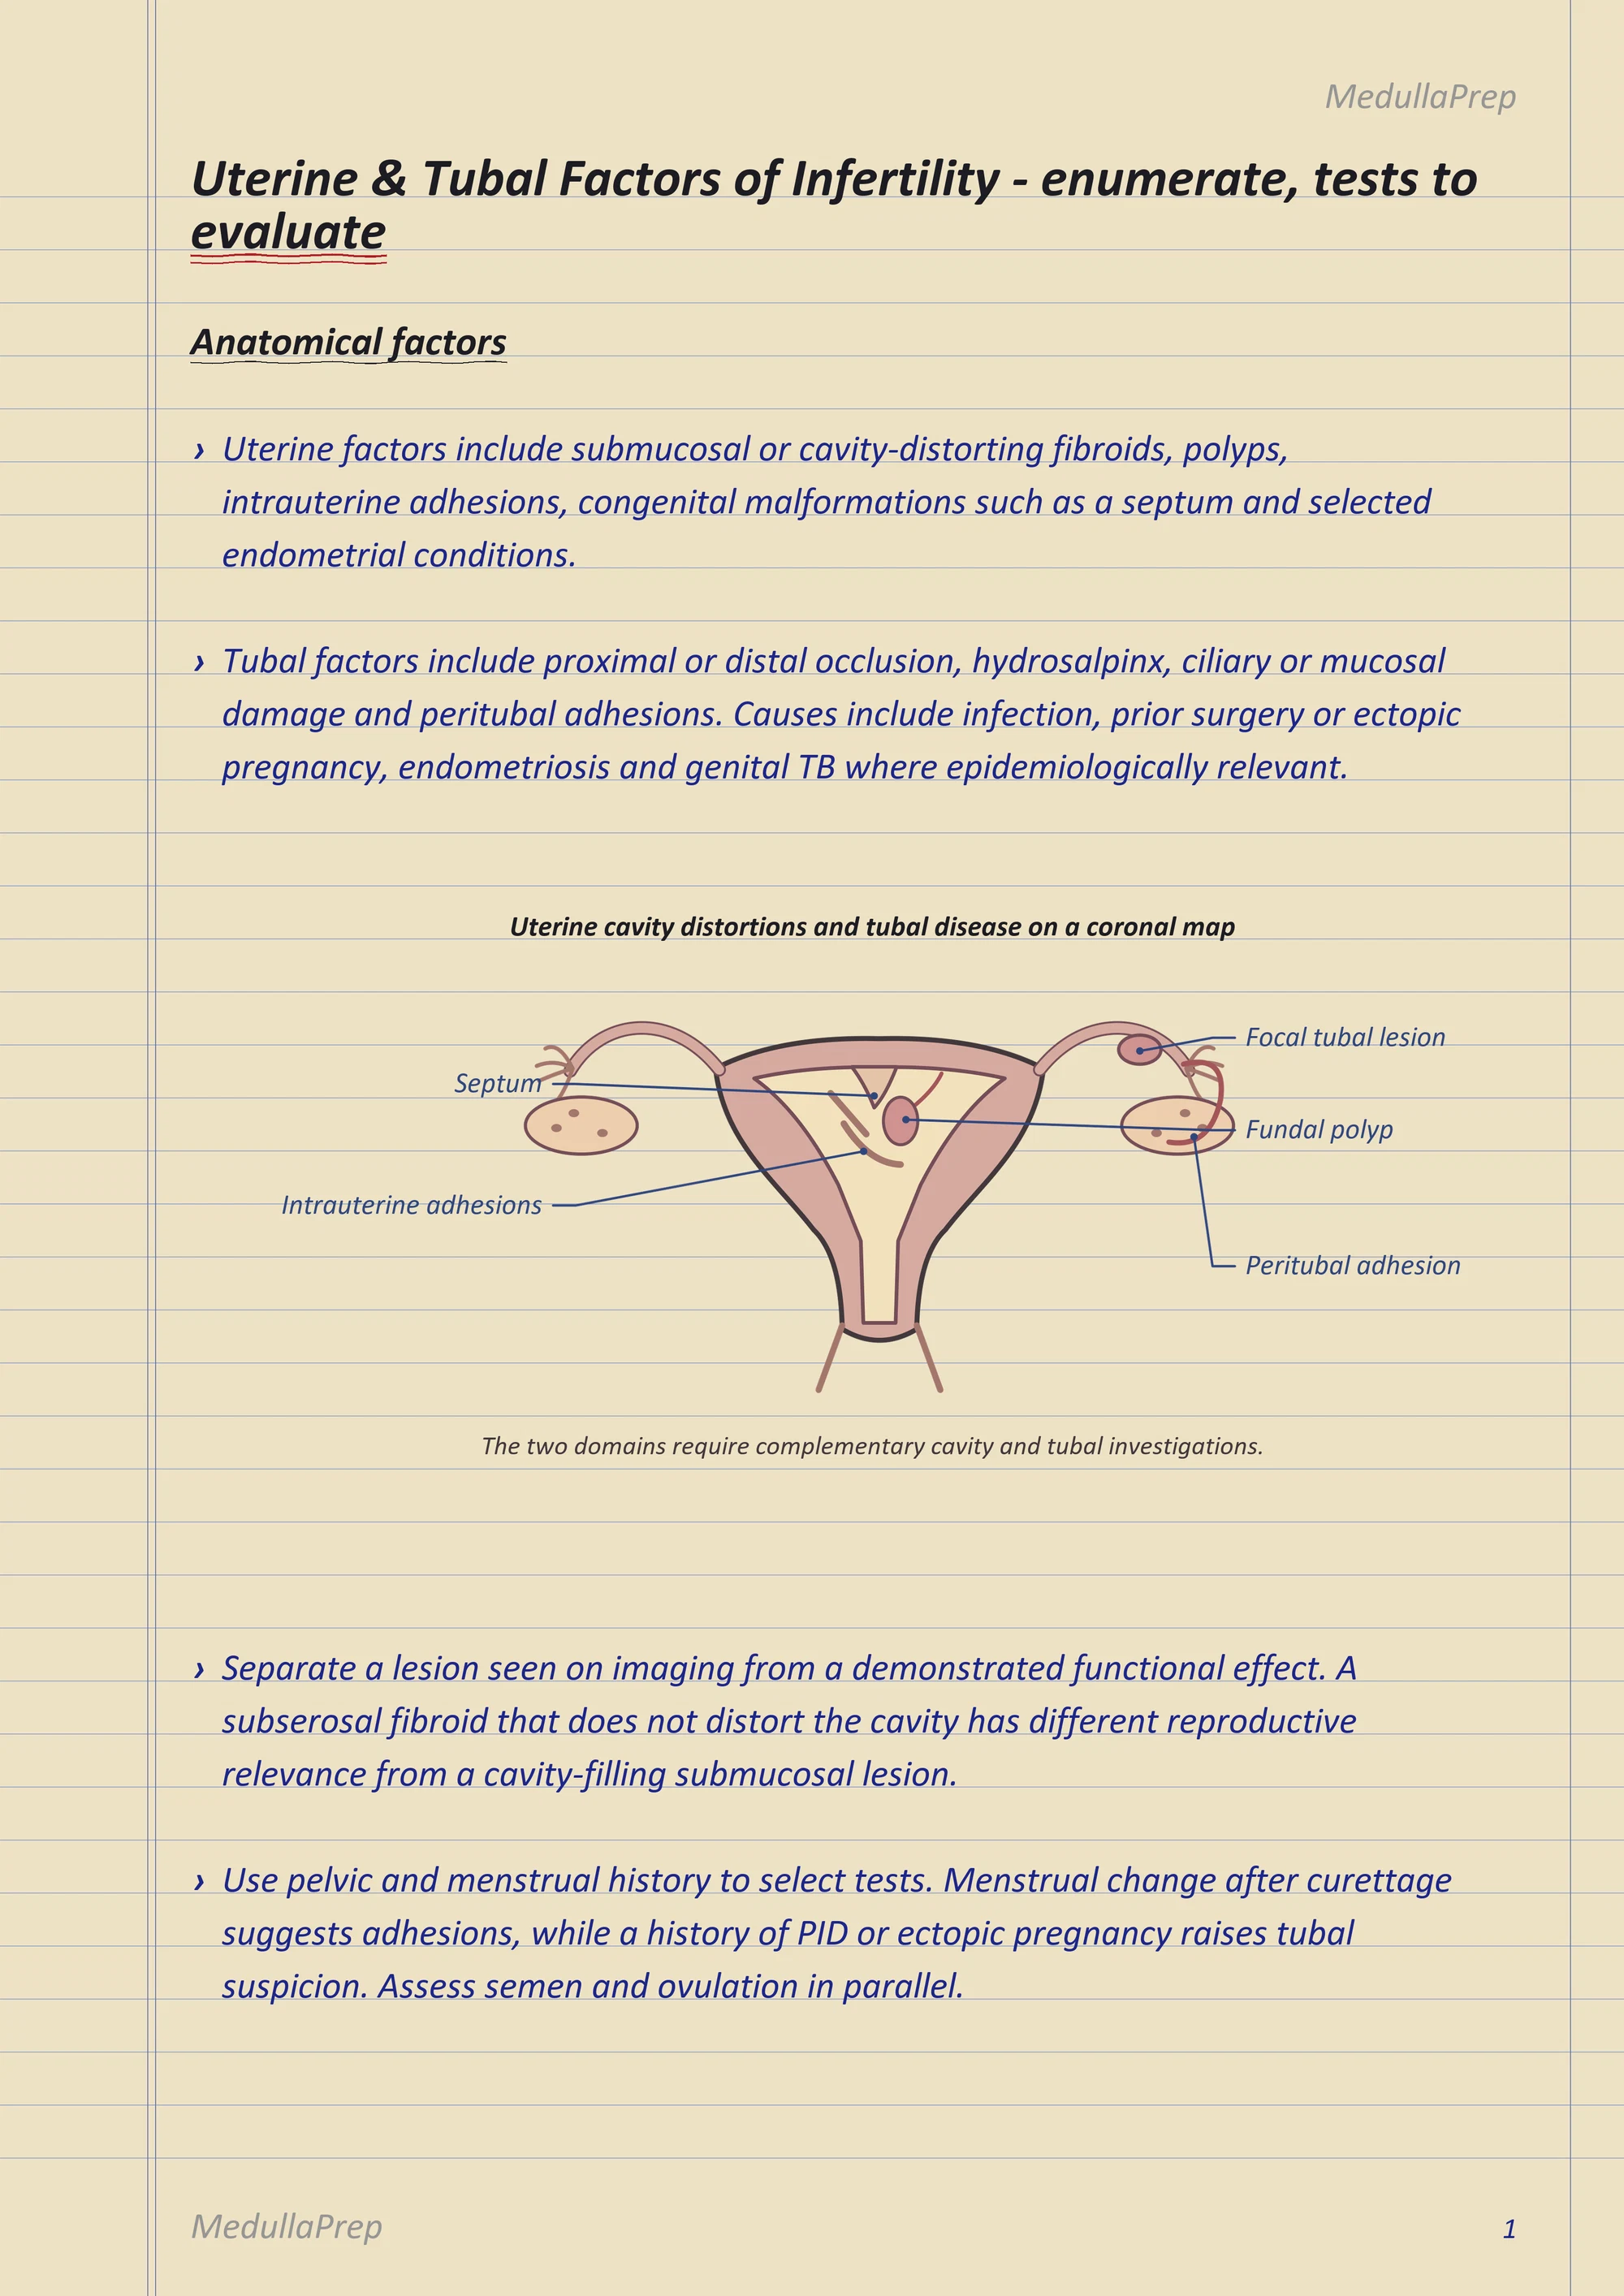 MedullaPrep
Uterine & Tubal Factors of Infertility - enumerate, tests to
evaluate
Anatomical factors
› Uterine factors include submucosal or cavity-distorting fibroids, polyps,
intrauterine adhesions, congenital malformations such as a septum and selected
endometrial conditions.
› Tubal factors include proximal or distal occlusion, hydrosalpinx, ciliary or mucosal
damage and peritubal adhesions. Causes include infection, prior surgery or ectopic
pregnancy, endometriosis and genital TB where epidemiologically relevant.
Uterine cavity distortions and tubal disease on a coronal map
Focal tubal lesion
Septum
Fundal polyp
Intrauterine adhesions
Peritubal adhesion
The two domains require complementary cavity and tubal investigations.
› Separate a lesion seen on imaging from a demonstrated functional effect. A
subserosal fibroid that does not distort the cavity has different reproductive
relevance from a cavity-filling submucosal lesion.
› Use pelvic and menstrual history to select tests. Menstrual change after curettage
suggests adhesions, while a history of PID or ectopic pregnancy raises tubal
suspicion. Assess semen and ovulation in parallel.
MedullaPrep
1